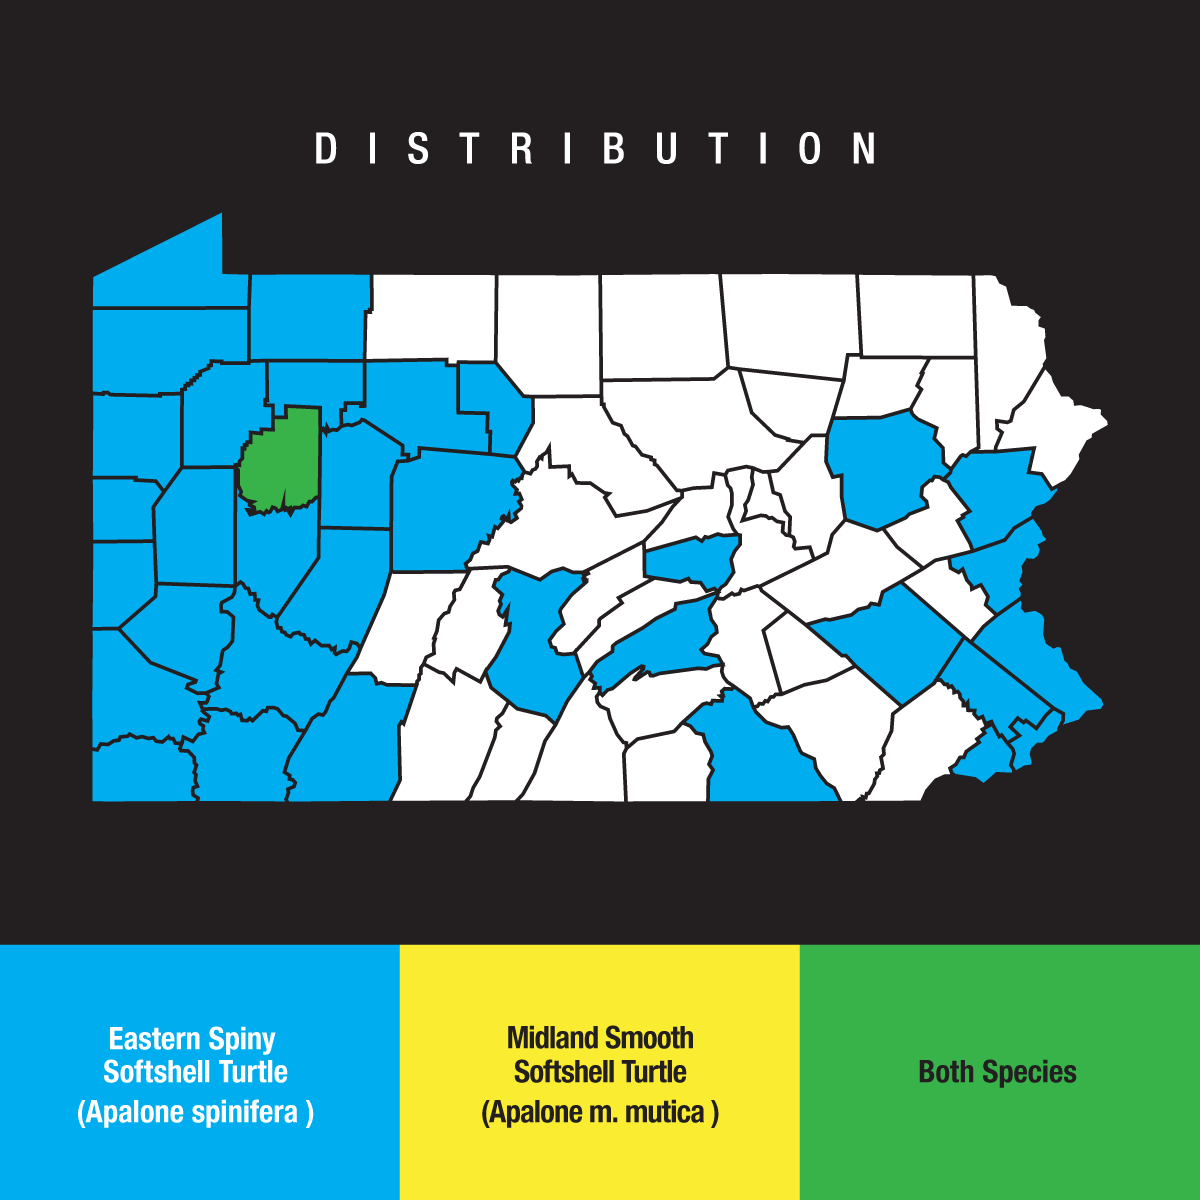 DISTRIBUTION
Eastern Spiny
Softshell Turtle
(Apalone spinifera )
Midland Smooth
Softshell Turtle
(Apalone m. mutica )
Both Species